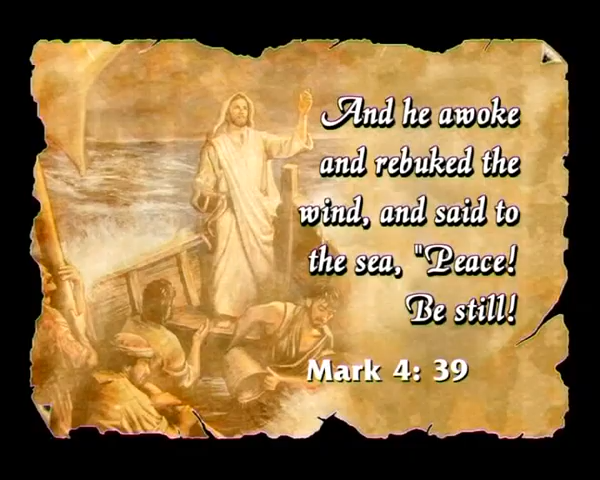 And he awoke
and rebuked the
wind, and said to
the sea, "Peace!
Be still!
Mark 4: 39